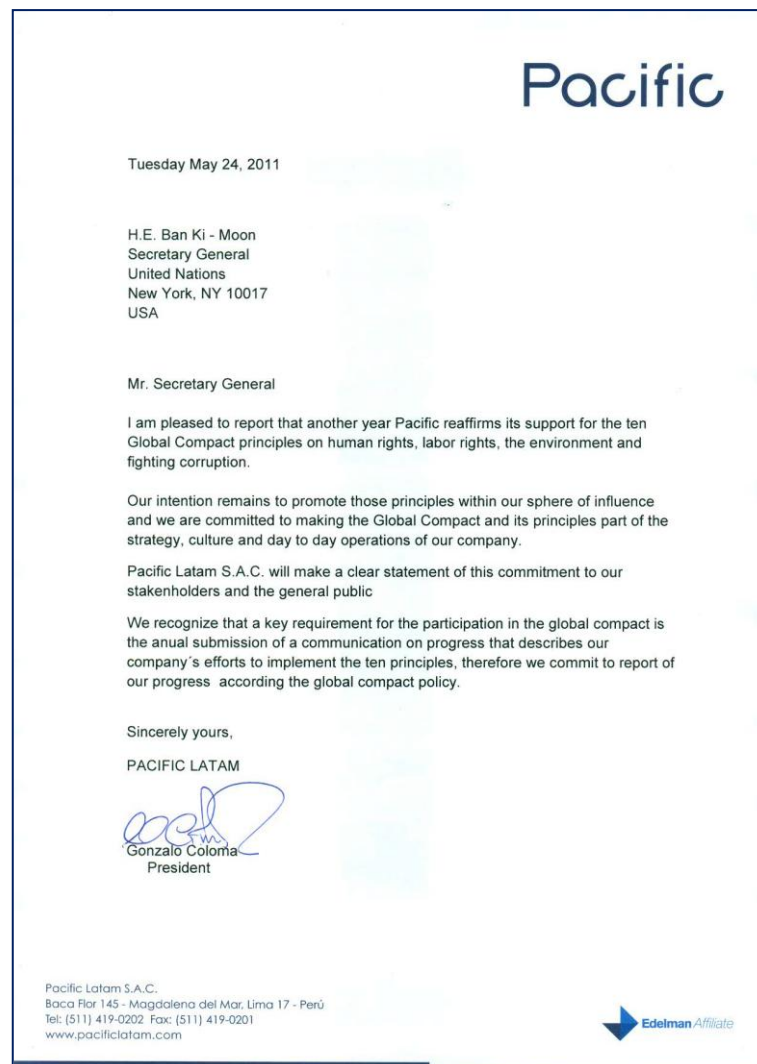 Pacific
Tuesday May 24, 2011
H.E. Ban Ki - Moon
Secretary General
United Nations
New York, NY 10017
USA
Mr. Secretary General
I am pleased to report that another year Pacific reaffirms its support for the ten
Global Compact principles on human rights, labor rights, the environment and
fighting corruption.
Our intention remains to promote those principles within our sphere of influence
and we are committed to making the Global Compact and its principles part of the
strategy, culture and day to day operations of our company.
Pacific Latam S.A.C. will make a clear statement of this commitment to our
stakenholders and the general public
We recognize that a key requirement for the participation in the global compact is
the anual submission of a communication on progress that describes our
company´s efforts to implement the ten principles, therefore we commit to report of
our progress according the global compact policy.
Sincerely yours,
PACIFIC LATAM
Gonzalo Coloma
President
Pacific Latam S.A.C.
Baca Flor 145 - Magdalena del Mar, Lima 17 - Perú
Tel: (511) 419-0202 Fax: (511) 419-0201
www.pacificlatam.com
Edelman Affiliate